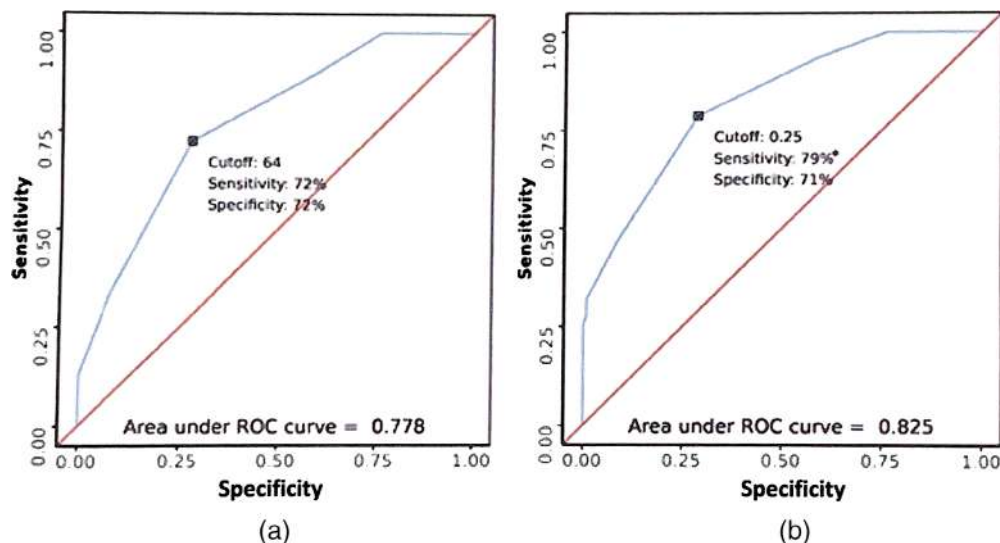 Sensitivity
1.00
0.75
0.50
0.25
0.00
Cutoff: 64
Sensitivity: 72%
Specificity: 72%
Area under ROC curve = 0.778
0.00 0.25 0.50 0.75 1.00
Specificity
(a)
Sensitivity
1.00
0.75
0.50
0.25
0.00
Cutoff: 0.25
Sensitivity: 79%*
Specificity: 71%
Area under ROC curve = 0.825
0.00 0.25 0.50 0.75 1.00
Specificity
(b)